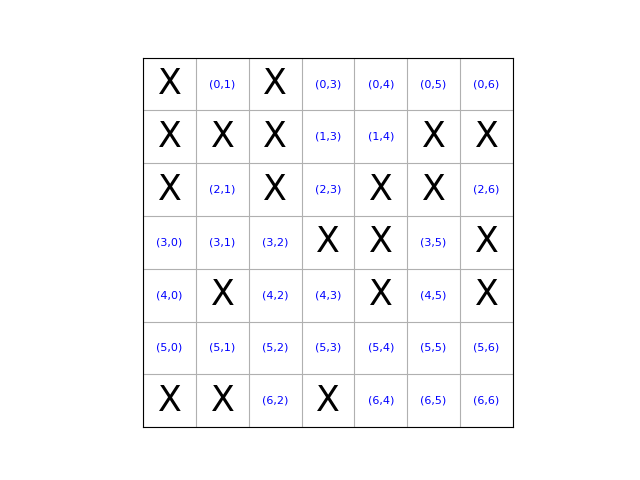 X (0,1) X (0,3) (0,4) (0,5) (0,6)
X X X (1,3) (1,4) X X
X (2,1) X (2,3) X X (2,6)
(3,0) (3,1) (3,2) X X (3,5) X
(4,0) X (4,2) (4,3) X (4,5) X
(5,0) (5,1) (5,2) (5,3) (5,4) (5,5) (5,6)
X X (6,2) X (6,4) (6,5) (6,6)